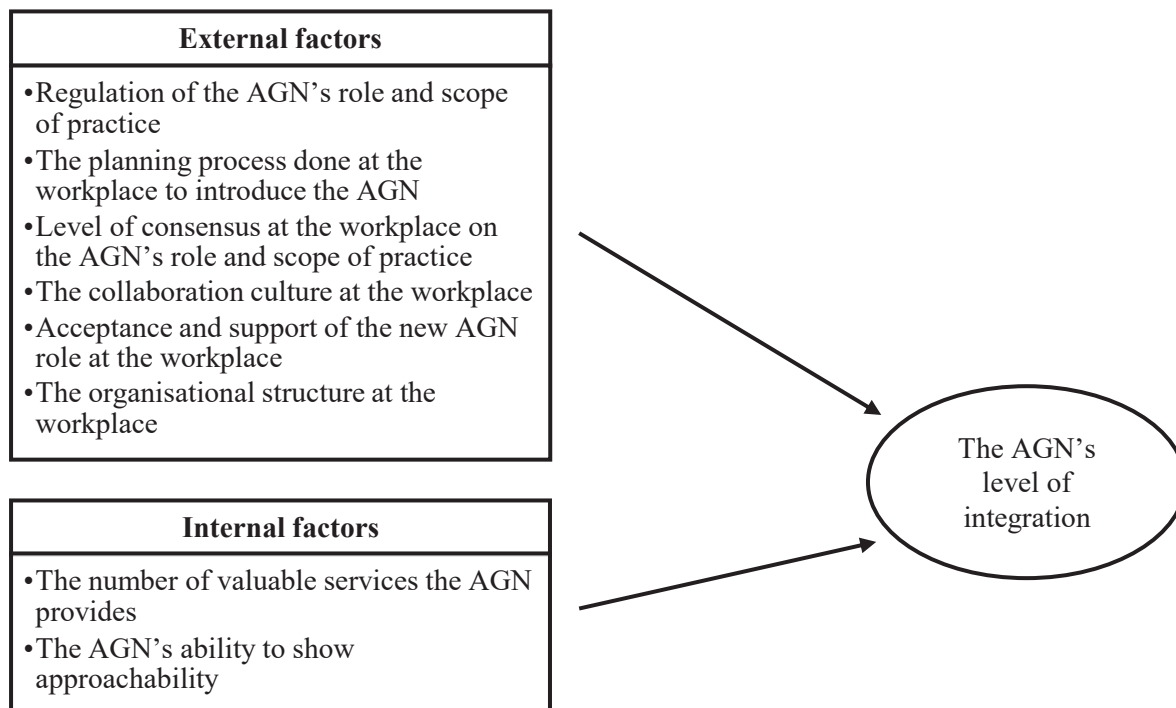 External factors
•Regulation of the AGN’s role and scope
of practice
•The planning process done at the
workplace to introduce the AGN
•Level of consensus at the workplace on
the AGN’s role and scope of practice
•The collaboration culture at the workplace
•Acceptance and support of the new AGN
role at the workplace
•The organisational structure at the
workplace
Internal factors
•The number of valuable services the AGN
provides
•The AGN’s ability to show
approachability
The AGN’s
level of
integration